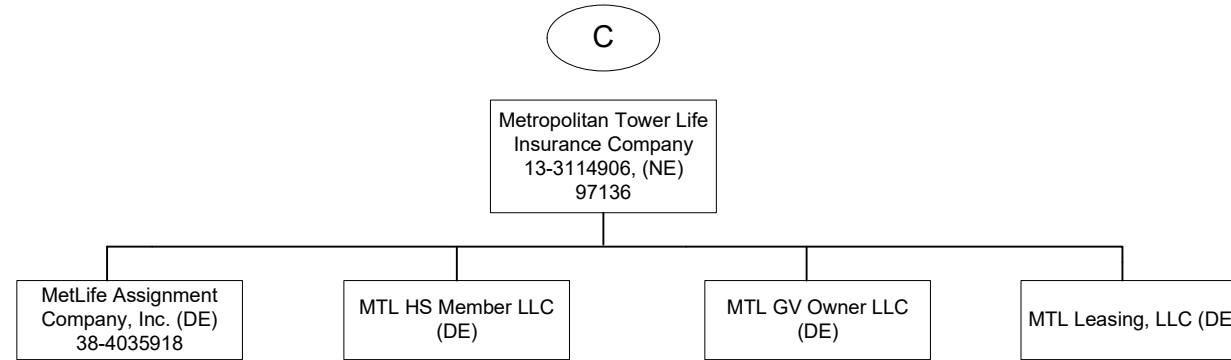 C
Metropolitan Tower Life
Insurance Company
13-3114906, (NE)
97136
MetLife Assignment
Company, Inc. (DE)
38-4035918
MTL HS Member LLC
(DE)
MTL GV Owner LLC
(DE)
MTL Leasing, LLC (DE